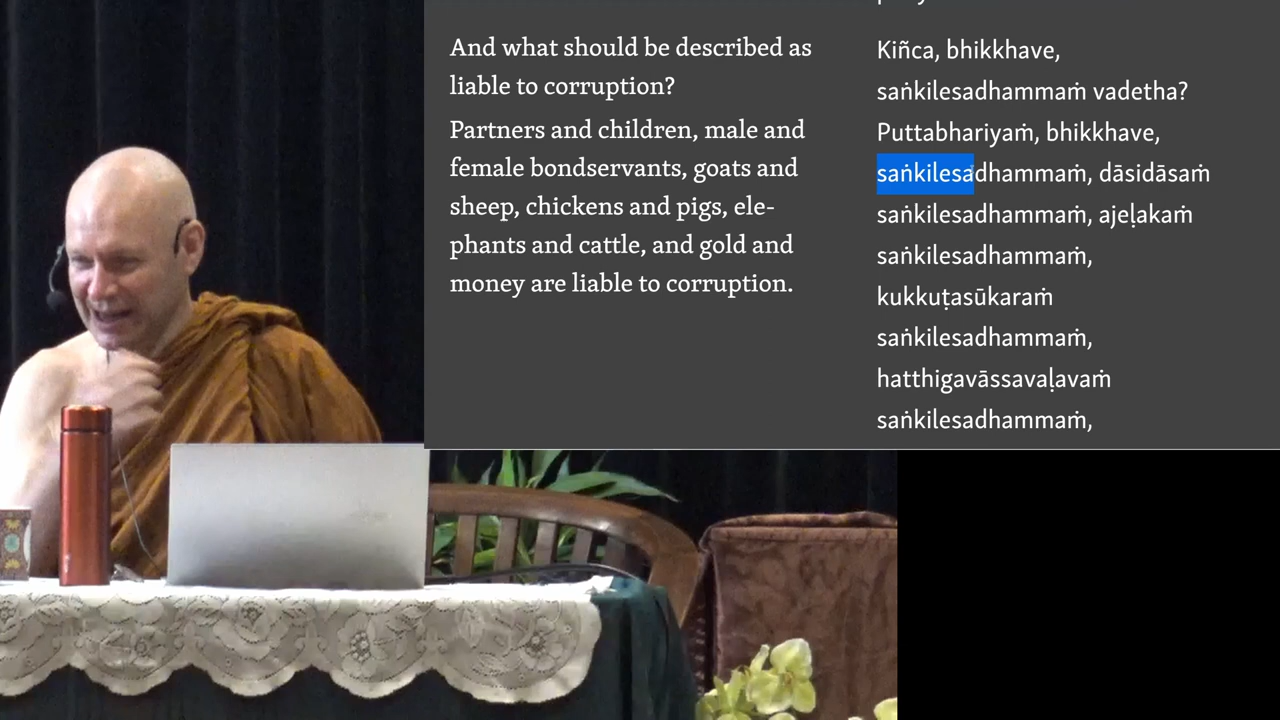 And what should be described as
liable to corruption?
Partners and children, male and
female bondservants, goats and
sheep, chickens and pigs, ele-
phants and cattle, and gold and
money are liable to corruption.
Kiñca, bhikkhave,
saṅkilesadhammaṁ vadetha?
Puttabhariyaṁ, bhikkhave,
saṅkilesadhammaṁ, dāsidāsaṁ
saṅkilesadhammaṁ, ajeḷakaṁ
saṅkilesadhammaṁ,
kukkuṭasūkaraṁ
saṅkilesadhammaṁ,
hatthigavāssavaḷavaṁ
saṅkilesadhammaṁ,